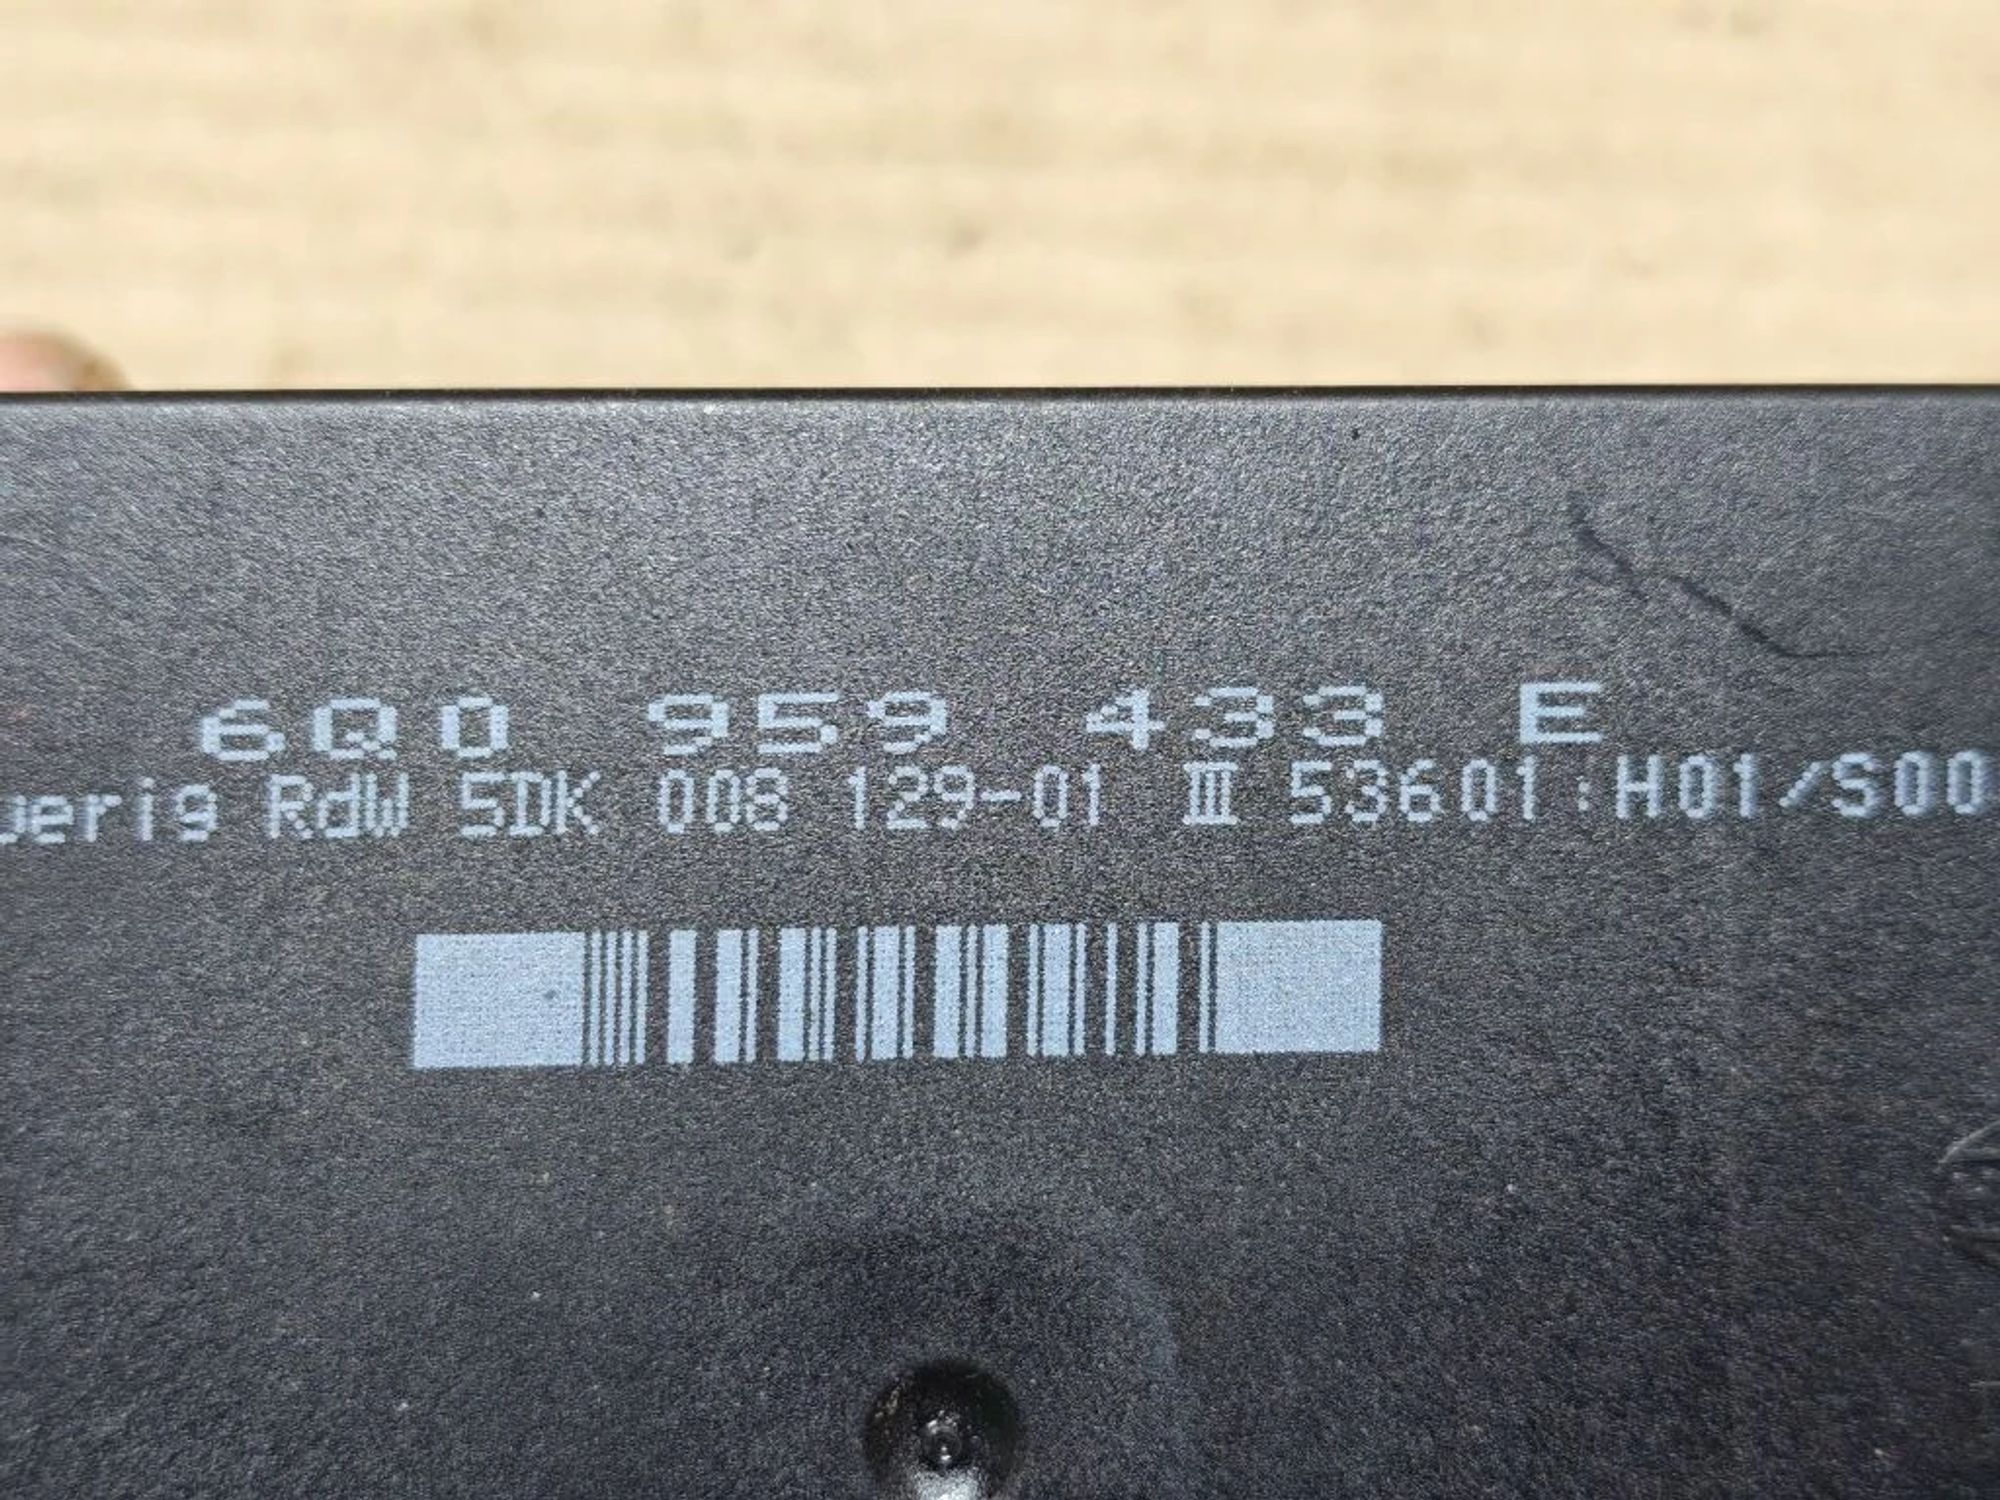 6Q0 959 433 E
uerig RdW 5DK 008 129-01 III 53601:H01/S00